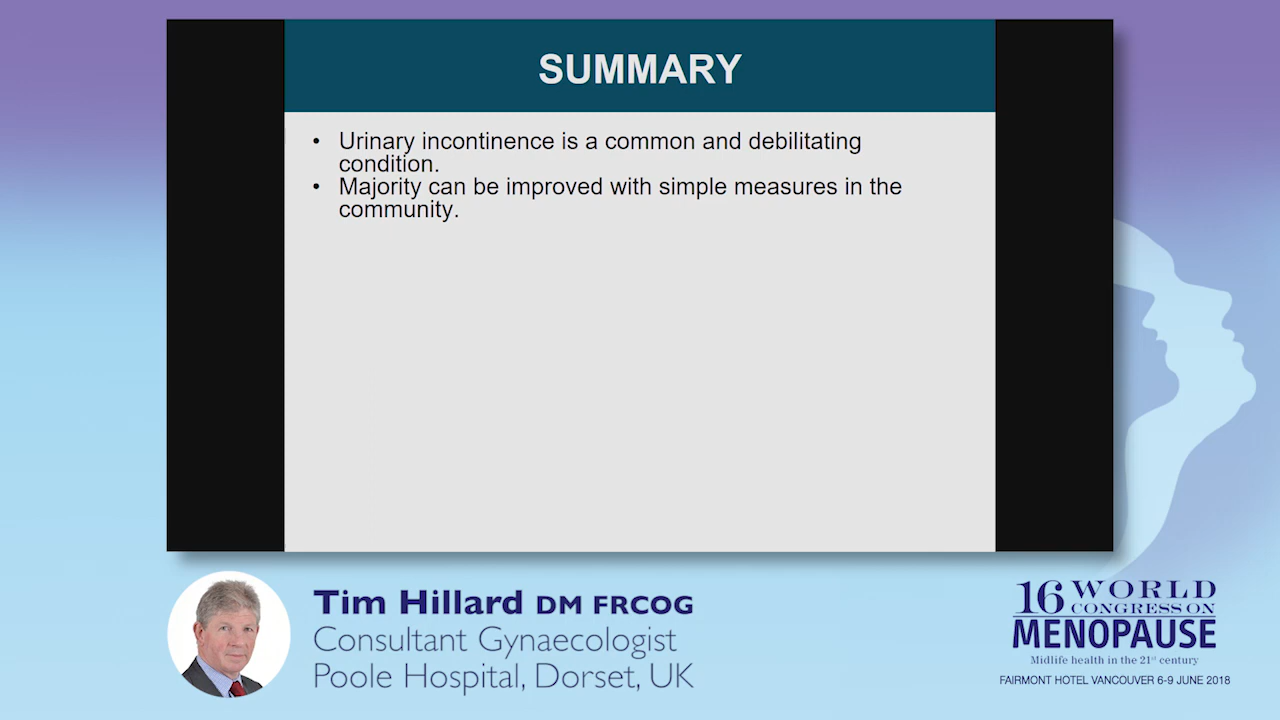 SUMMARY
• Urinary incontinence is a common and debilitating
condition.
• Majority can be improved with simple measures in the
community.
Tim Hillard DM FRCOG
Consultant Gynaecologist
Poole Hospital, Dorset, UK
16 WORLD
CONGRESS ON
MENOPAUSE
Midlife health in the 21st century
FAIRMONT HOTEL VANCOUVER 6-9 JUNE 2018